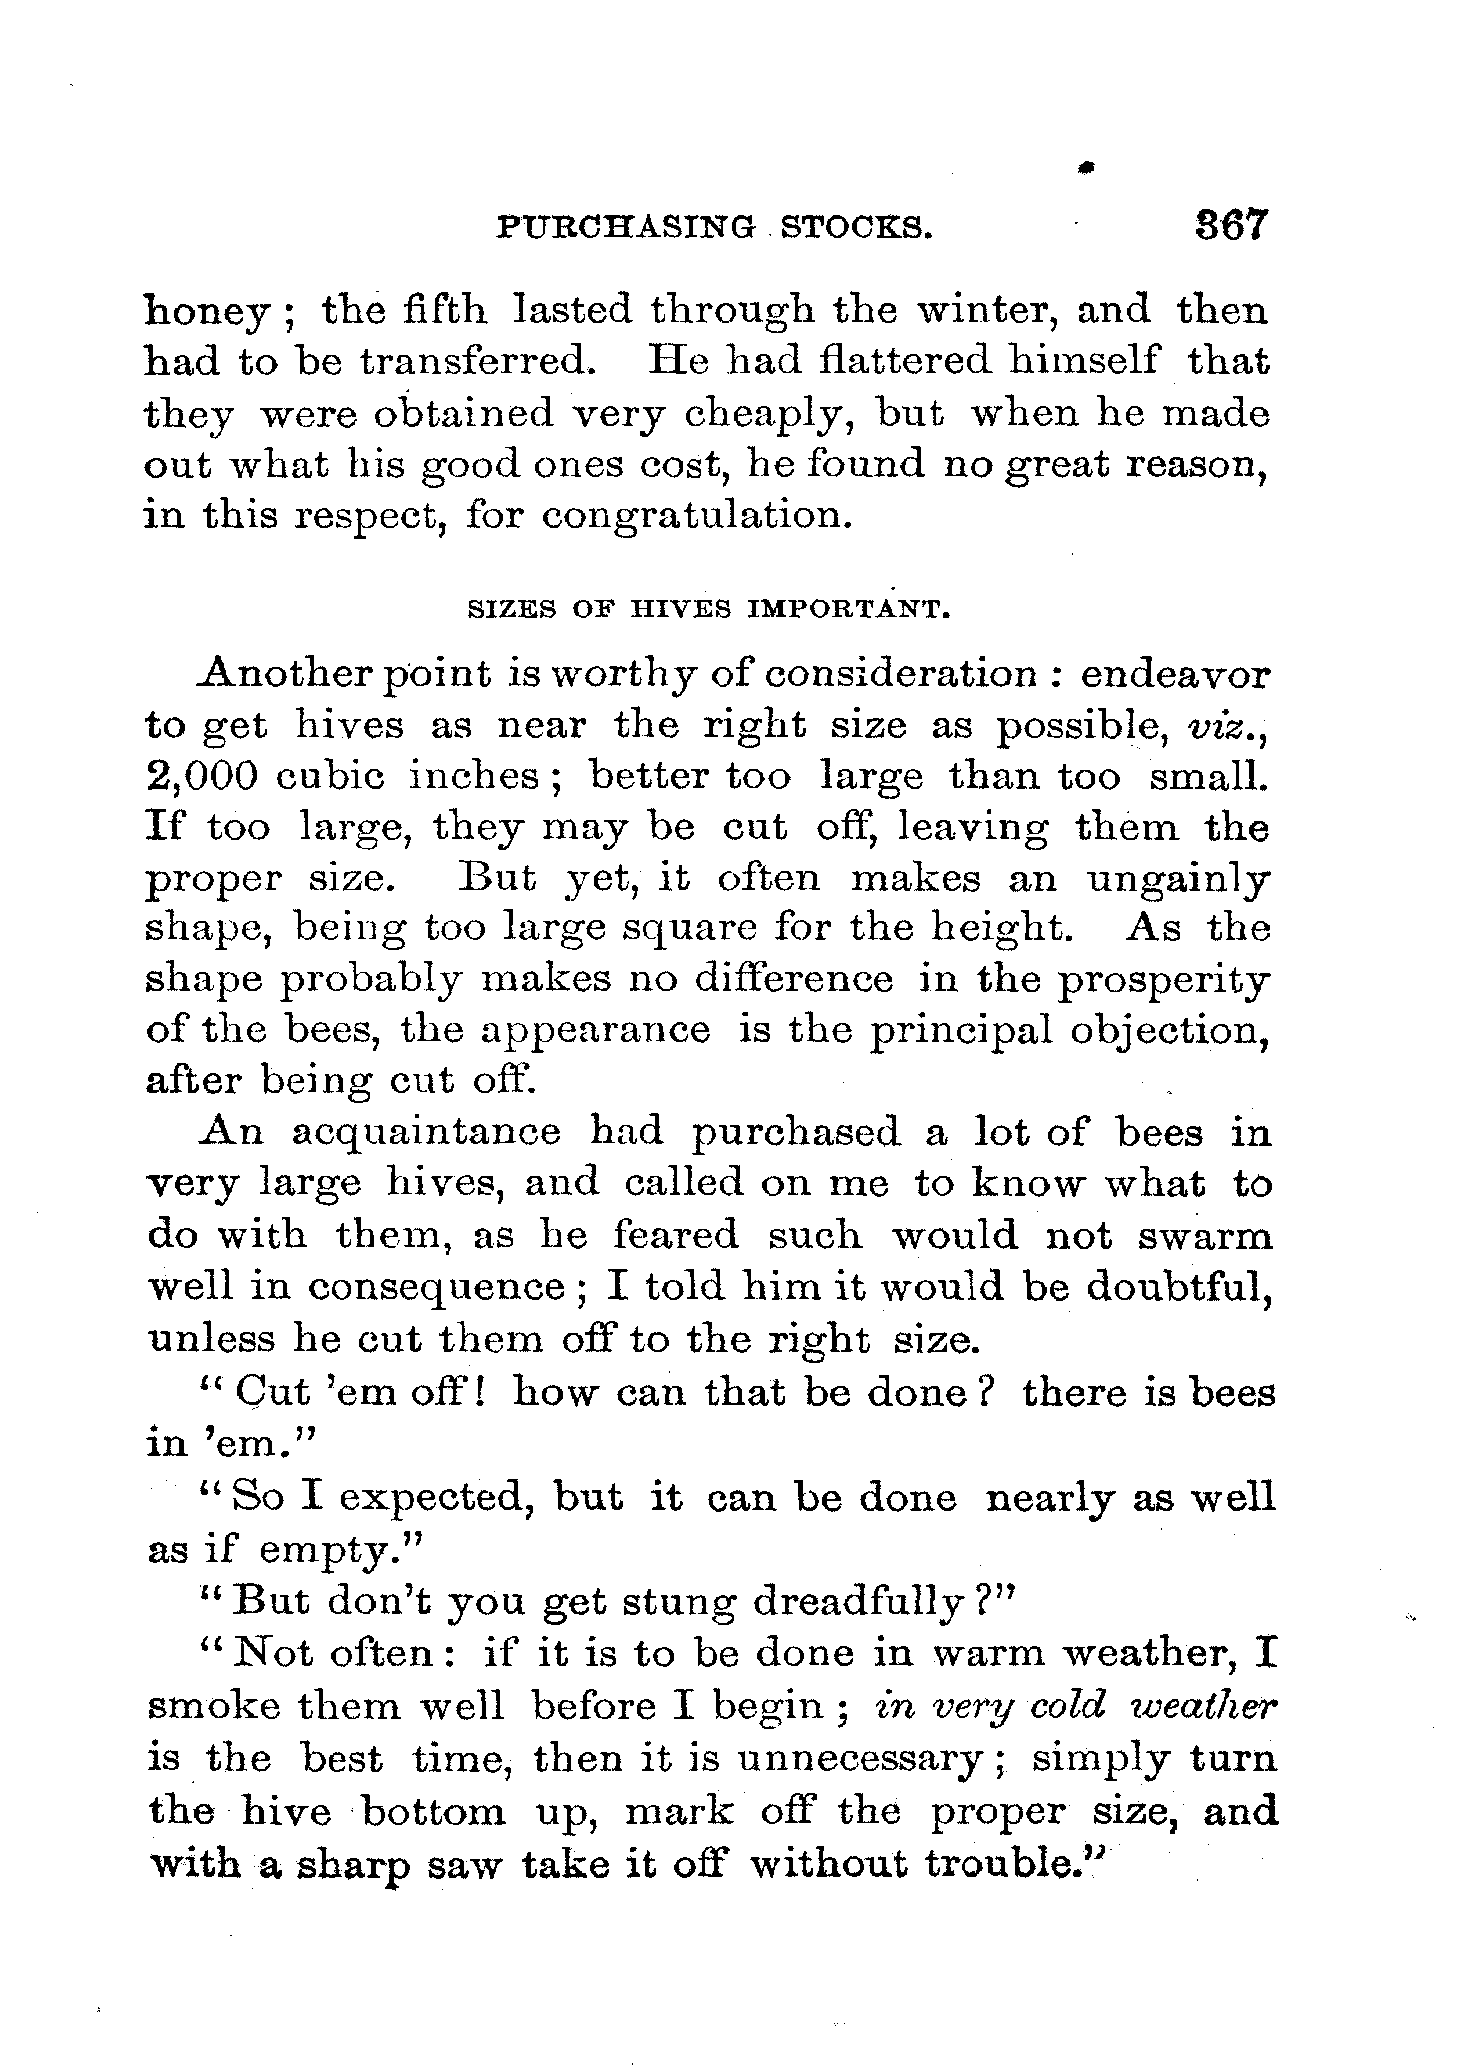 PURCHASING STOCKS. 367
honey ; the fifth lasted through the winter, and then
had to be transferred. He had flattered himself that
they were obtained very cheaply, but when he made
out what his good ones cost, he found no great reason,
in this respect, for congratulation.
SIZES OF HIVES IMPORTANT.
Another point is worthy of consideration : endeavor
to get hives as near the right size as possible, viz.,
2,000 cubic inches ; better too large than too small.
If too large, they may be cut off, leaving them the
proper size. But yet, it often makes an ungainly
shape, being too large square for the height. As the
shape probably makes no difference in the prosperity
of the bees, the appearance is the principal objection,
after being cut off.
An acquaintance had purchased a lot of bees in
very large hives, and called on me to know what to
do with them, as he feared such would not swarm
well in consequence ; I told him it would be doubtful,
unless he cut them off to the right size.
" Cut 'em off! how can that be done ? there is bees
in 'em."
" So I expected, but it can be done nearly as well
as if empty."
" But don't you get stung dreadfully ?"
" Not often : if it is to be done in warm weather, I
smoke them well before I begin ; in very cold weather
is the best time, then it is unnecessary ; simply turn
the hive bottom up, mark off the proper size, and
with a sharp saw take it off without trouble."